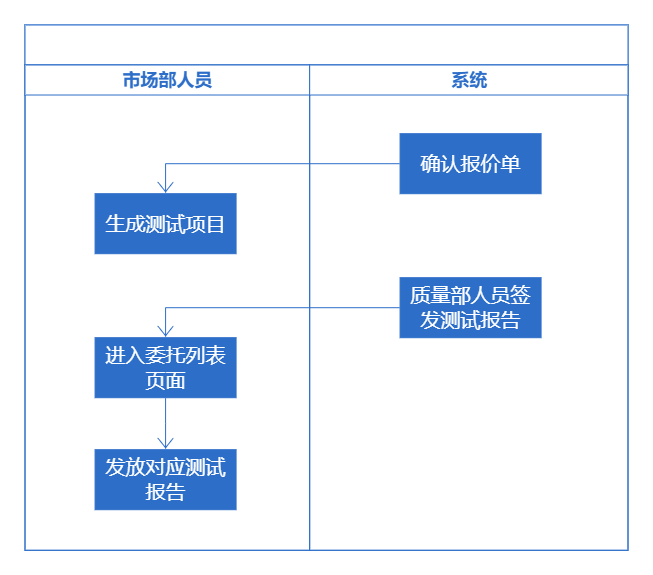 市场部人员
系统
确认报价单
生成测试项目
质量部人员签
发测试报告
进入委托列表
页面
发放对应测试
报告